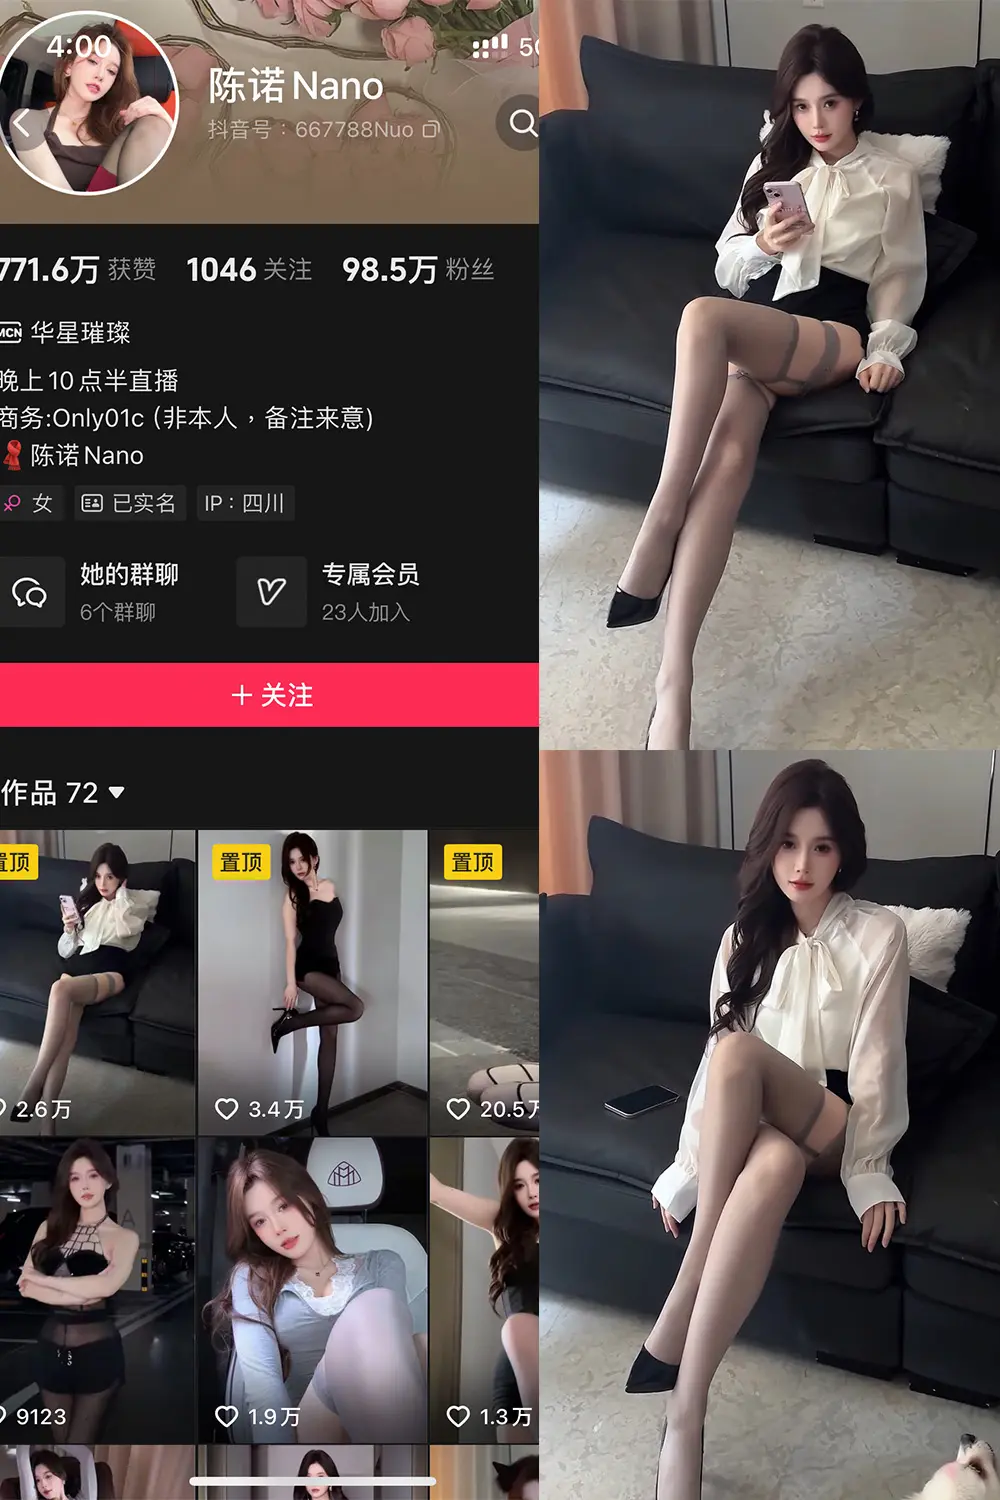 4:00
5G
陈诺Nano
抖音号：667788Nuo
771.6万 获赞 1046 关注 98.5万 粉丝
MCN 华星璀璨
晚上10点半直播
商务:Only01c (非本人，备注来意)
陈诺Nano
女 已实名 IP：四川
她的群聊 专属会员
6个群聊 23人加入
+ 关注
作品 72
置顶 置顶 置顶
2.6万 3.4万 20.5万
A
9123 1.9万 1.3万